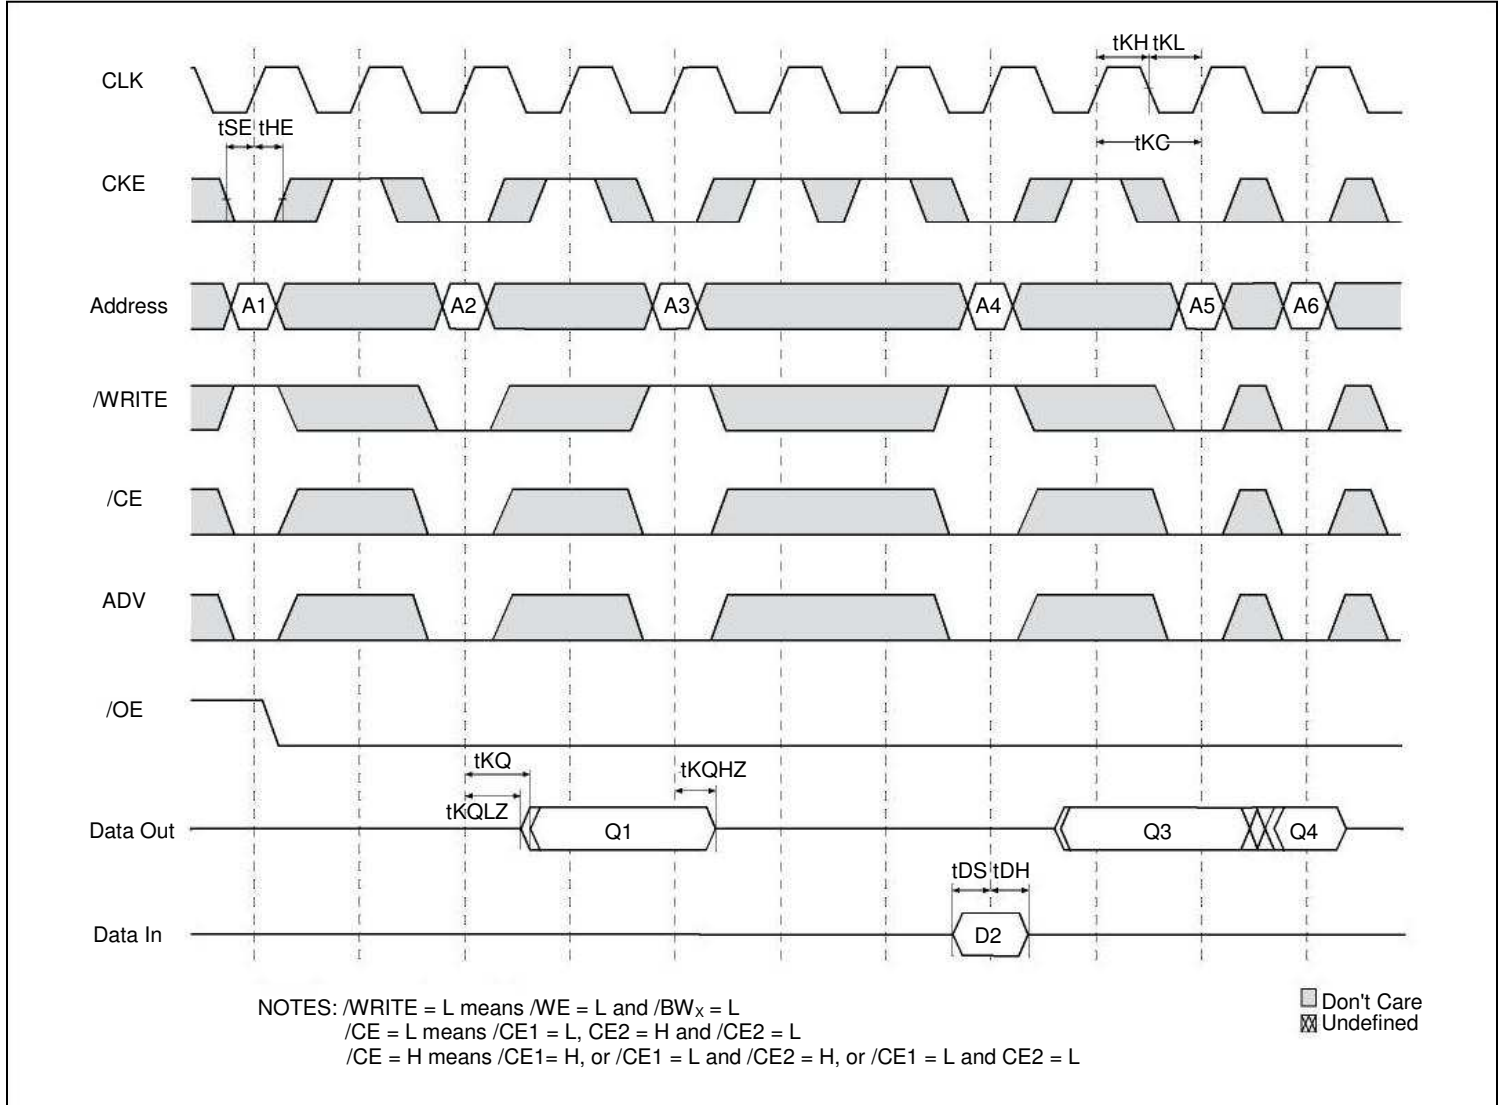 tKH tKL
CLK
tSE tHE
tKC
CKE
Address A1 A2 A3 A4 A5 A6
/WRITE
/CE
ADV
/OE
tKQ
tKQHZ
tKQLZ
Data Out Q1 Q3 Q4
tDS tDH
Data In D2
NOTES: /WRITE = L means /WE = L and /BWX = L
/CE = L means /CE1 = L, CE2 = H and /CE2 = L
/CE = H means /CE1= H, or /CE1 = L and /CE2 = H, or /CE1 = L and CE2 = L
Don't Care
Undefined